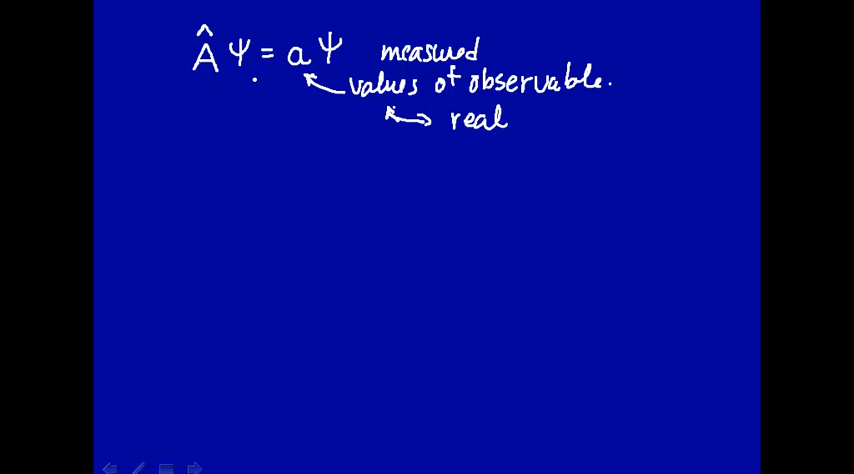 Âψ = aψ measured
values of observable.
real